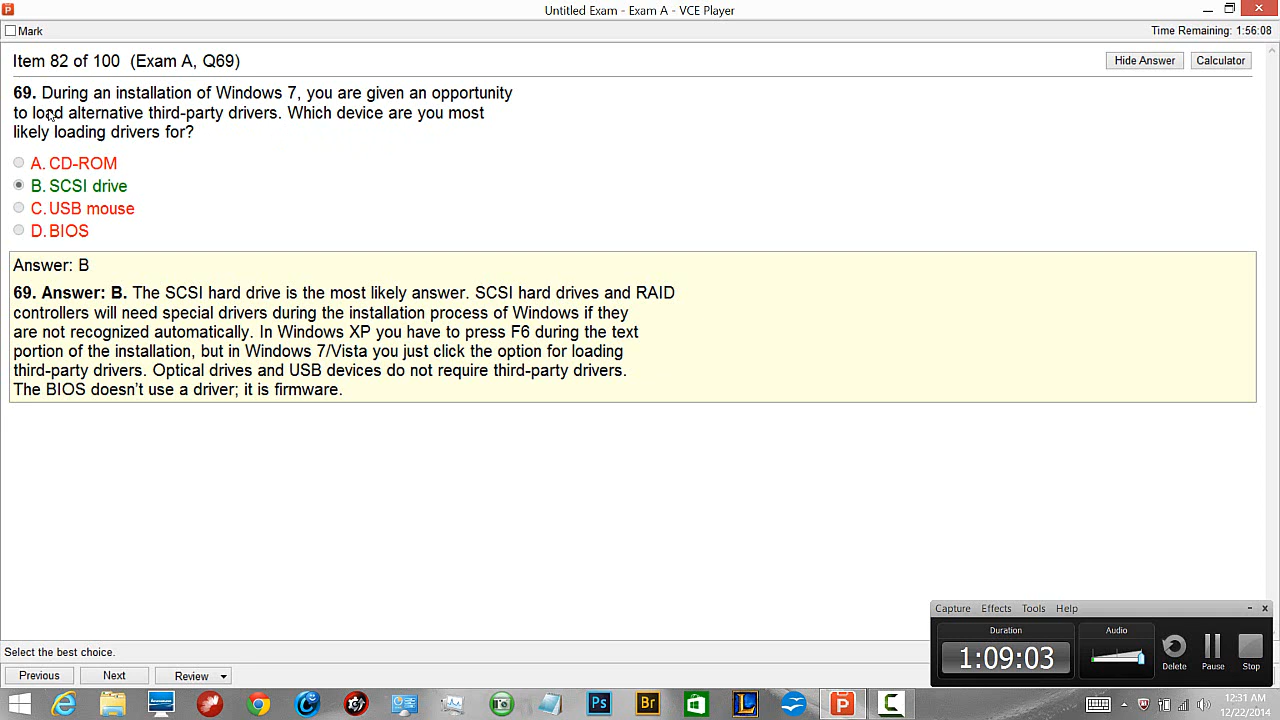 Untitled Exam - Exam A - VCE Player
Mark
Time Remaining: 1:56:08
Item 82 of 100 (Exam A, Q69)
Hide Answer
Calculator
69. During an installation of Windows 7, you are given an opportunity
to load alternative third-party drivers. Which device are you most
likely loading drivers for?
A. CD-ROM
B. SCSI drive
C. USB mouse
D. BIOS
Answer: B
69. Answer: B. The SCSI hard drive is the most likely answer. SCSI hard drives and RAID
controllers will need special drivers during the installation process of Windows if they
are not recognized automatically. In Windows XP you have to press F6 during the text
portion of the installation, but in Windows 7/Vista you just click the option for loading
third-party drivers. Optical drives and USB devices do not require third-party drivers.
The BIOS doesn't use a driver; it is firmware.
Capture Effects Tools Help
Duration
Audio
1:09:03
Delete
Pause
Stop
Select the best choice.
Previous
Next
Review
Ps
Br
L
P
C
12:31 AM
12/22/2014